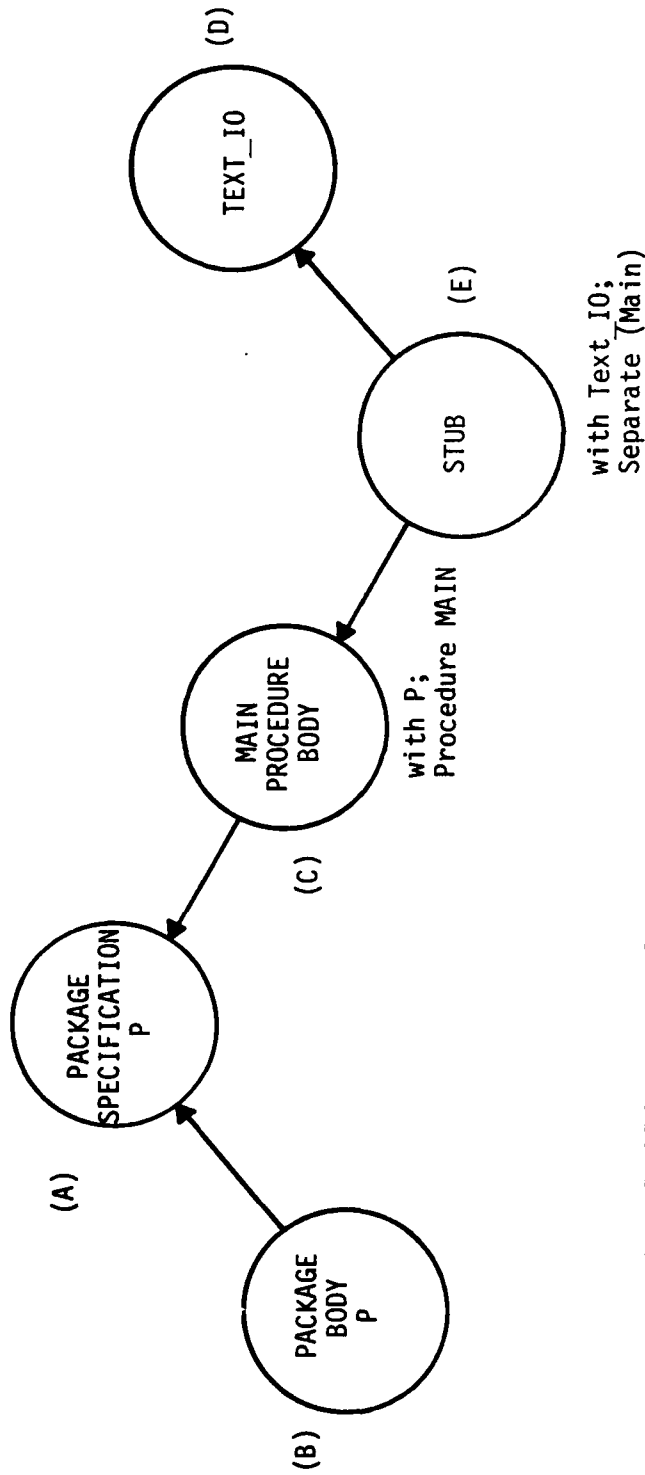 (A)
PACKAGE
SPECIFICATION
P
(B)
PACKAGE
BODY
P
(C)
MAIN
PROCEDURE
BODY
with P;
Procedure MAIN
(D)
TEXT_IO
(E)
STUB
with Text_IO;
Separate (Main)